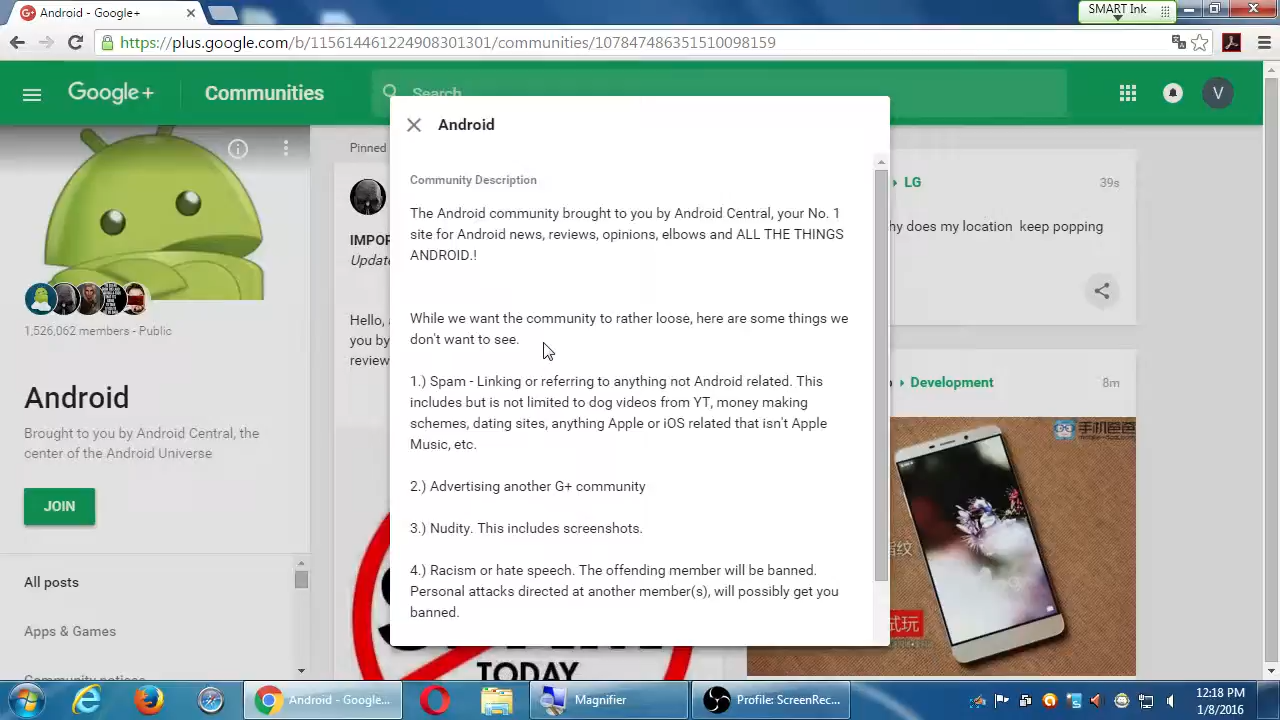 Android - Google+
SMART Ink
https://plus.google.com/b/115614461224908301301/communities/107847486351510098159
Google+
Communities
Search
Android
Pinned
Community Description
The Android community brought to you by Android Central, your No. 1
site for Android news, reviews, opinions, elbows and ALL THE THINGS
ANDROID.!
While we want the community to rather loose, here are some things we
don't want to see.
1.) Spam - Linking or referring to anything not Android related. This
includes but is not limited to dog videos from YT, money making
schemes, dating sites, anything Apple or iOS related that isn't Apple
Music, etc.
2.) Advertising another G+ community
3.) Nudity. This includes screenshots.
4.) Racism or hate speech. The offending member will be banned.
Personal attacks directed at another member(s), will possibly get you
banned.
V
LG
39s
hy does my location keep popping
IMPOR
Update
Hello,
you by
review
1,526,062 members - Public
Android
Brought to you by Android Central, the
center of the Android Universe
JOIN
All posts
Apps & Games
Development
8m
手机爸爸
指纹
试玩
TODAY
Android - Google...
Magnifier
Profile: ScreenRec...
12:18 PM
1/8/2016